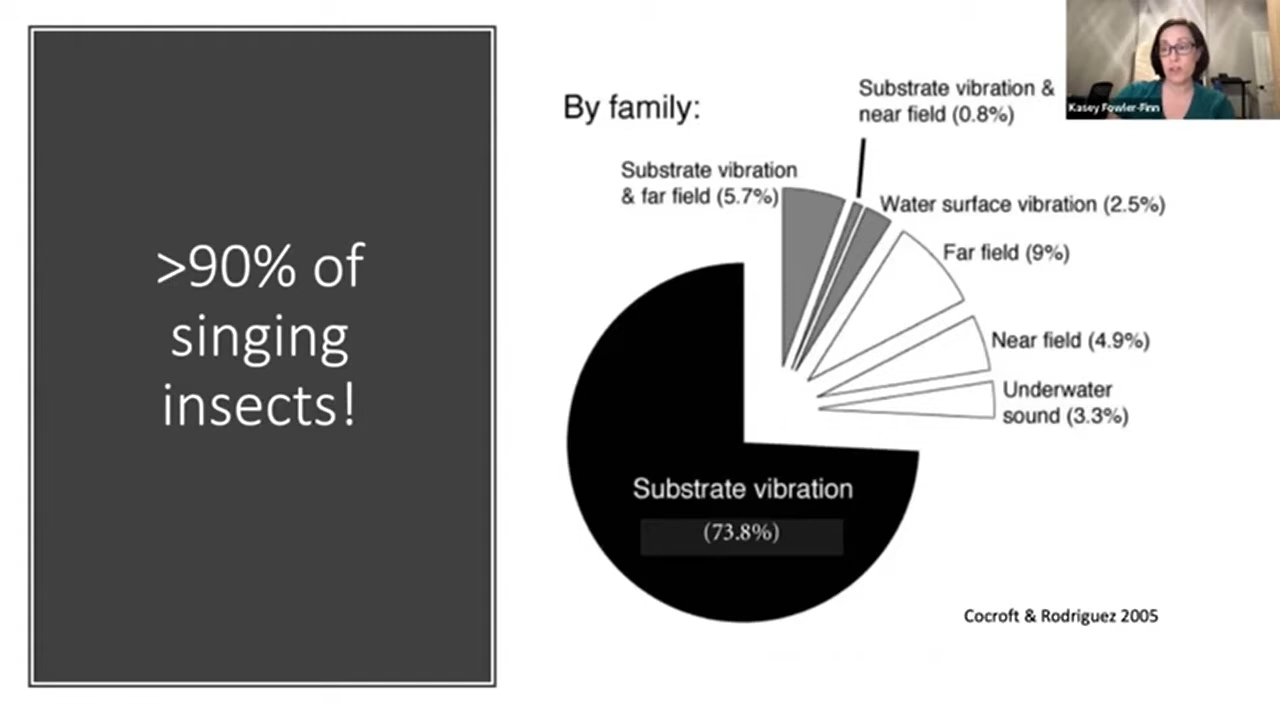 >90% of
singing
insects!
By family:
Substrate vibration
& far field (5.7%)
Substrate vibration &
near field (0.8%)
Water surface vibration (2.5%)
Far field (9%)
Near field (4.9%)
Underwater
sound (3.3%)
Substrate vibration
(73.8%)
Cocroft & Rodriguez 2005
Kasey Fowler-Finn